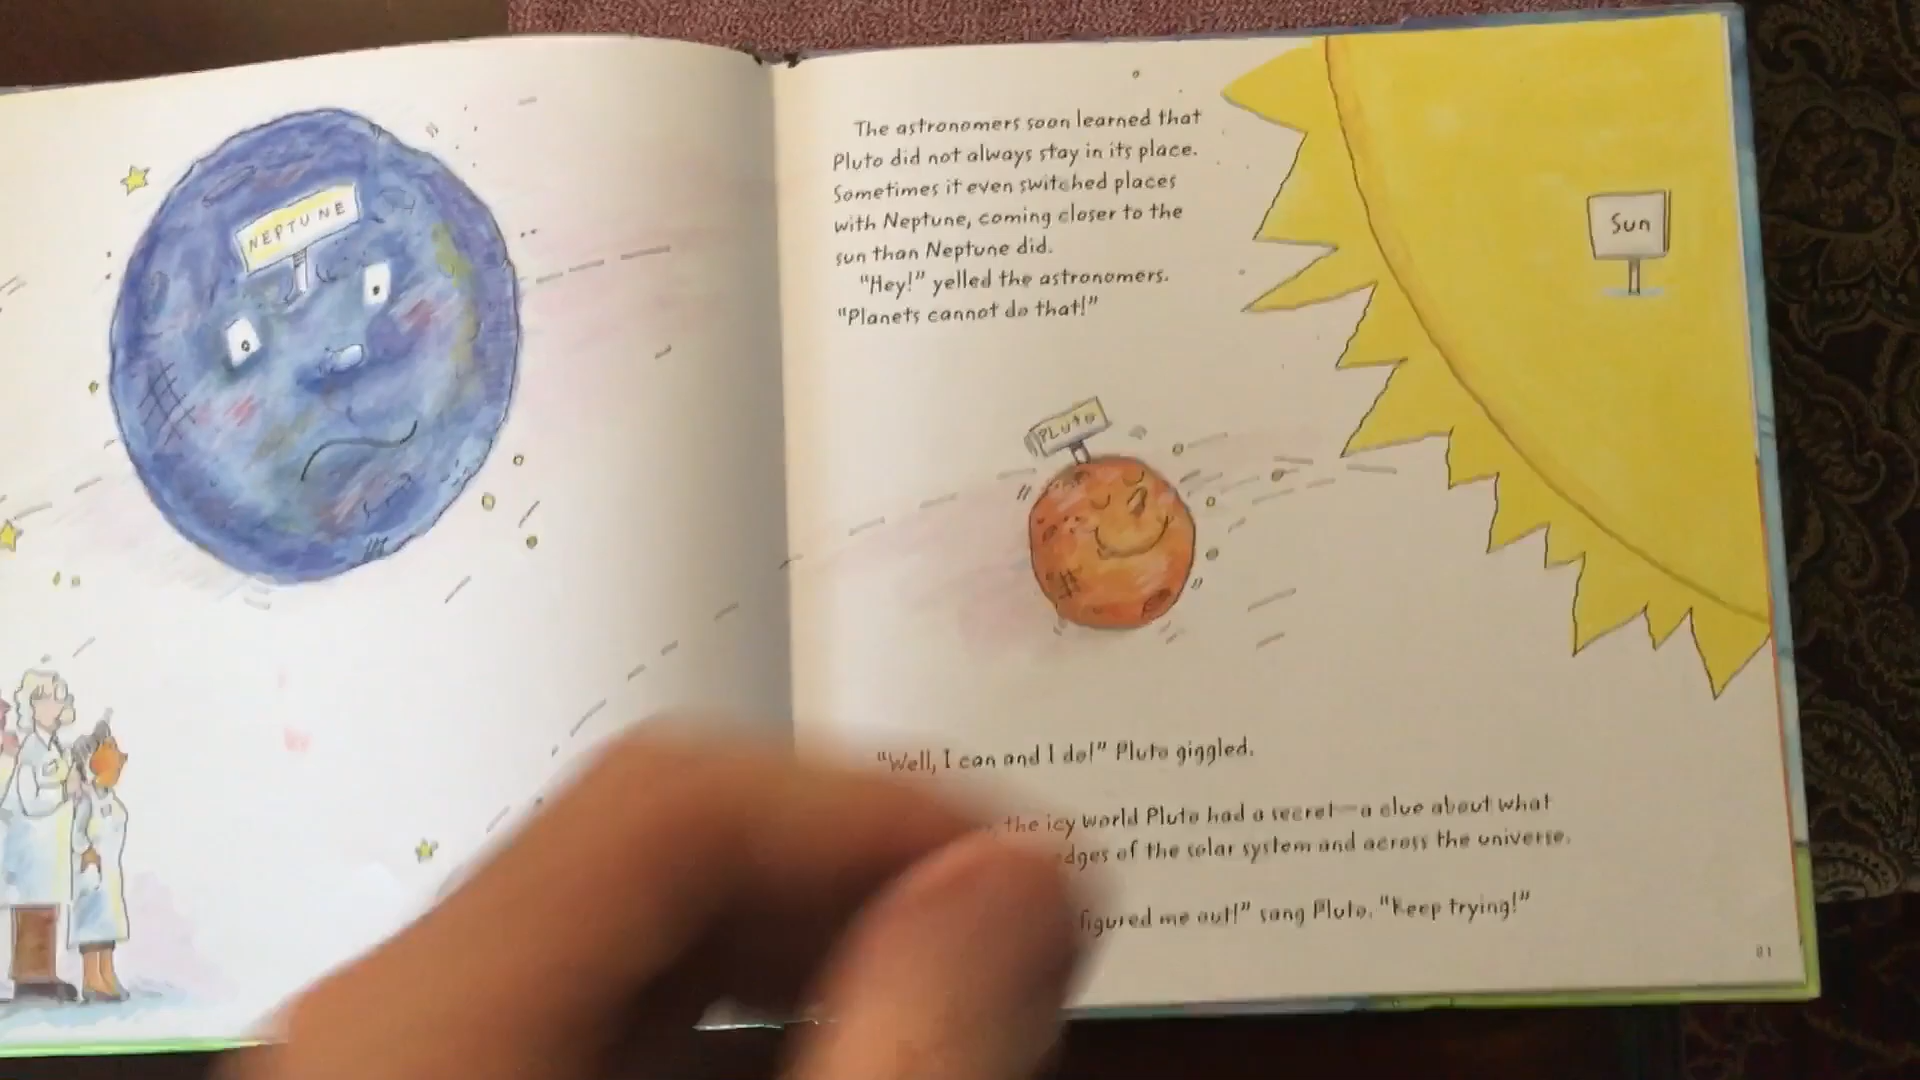 NEPTUNE
The astronomers soon learned that
Pluto did not always stay in its place.
Sometimes it even switched places
with Neptune, coming closer to the
sun than Neptune did.
"Hey!" yelled the astronomers.
"Planets cannot do that!"
Sun
PLUTO
"Well, I can and I do!" Pluto giggled.
the icy world Pluto had a secret—a clue about what
of the solar system and across the universe.
figured me out!" sang Pluto. "Keep trying!"